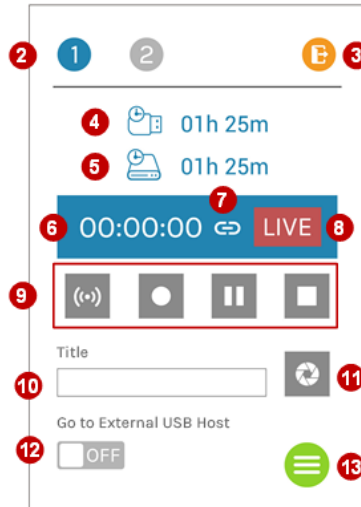 2 1 2 3
4 01h 25m
5 01h 25m
7
6 00:00:00 LIVE 8
9
Title
10 11
Go to External USB Host
12 OFF
13